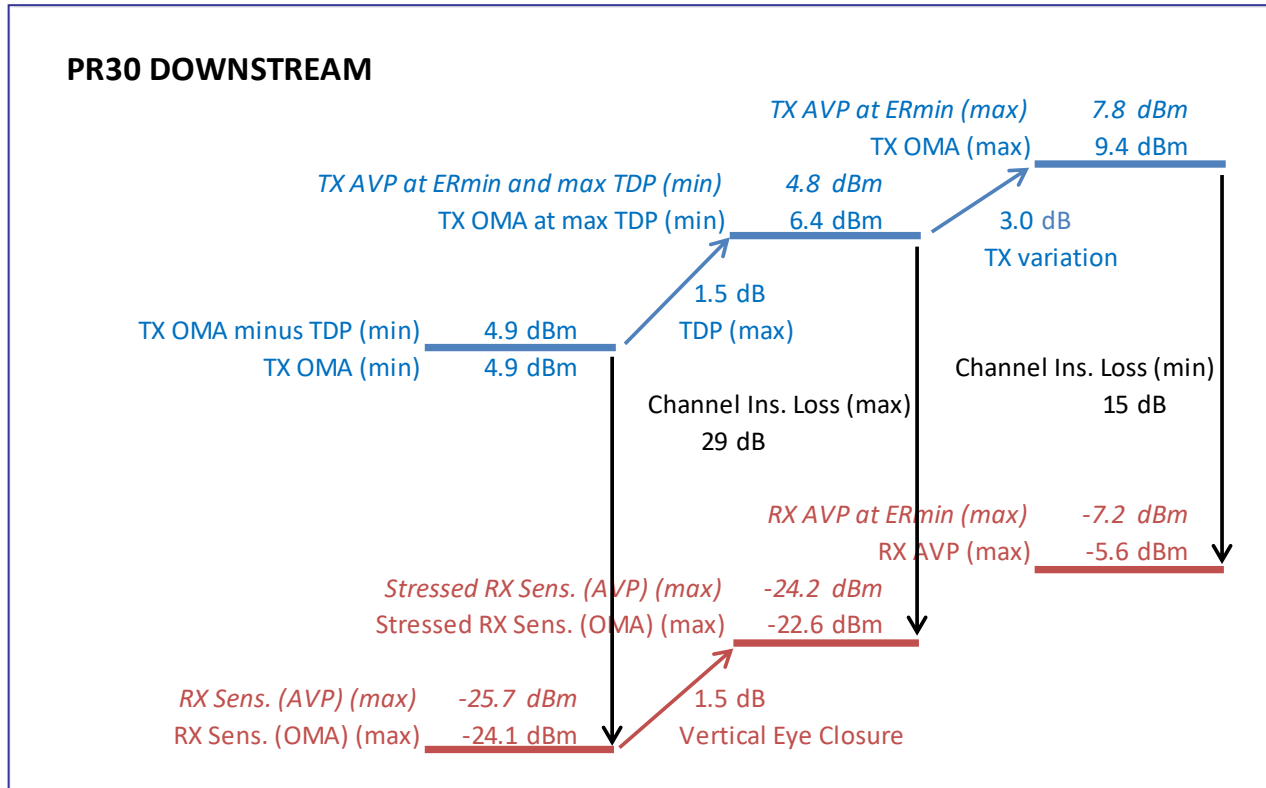 PR30 DOWNSTREAM
TX AVP at ERmin (max) 7.8 dBm
TX OMA (max) 9.4 dBm
TX AVP at ERmin and max TDP (min) 4.8 dBm
TX OMA at max TDP (min) 6.4 dBm
3.0 dB
TX variation
1.5 dB
TDP (max)
TX OMA minus TDP (min) 4.9 dBm
TX OMA (min) 4.9 dBm
Channel Ins. Loss (min)
15 dB
Channel Ins. Loss (max)
29 dB
RX AVP at ERmin (max) -7.2 dBm
RX AVP (max) -5.6 dBm
Stressed RX Sens. (AVP) (max) -24.2 dBm
Stressed RX Sens. (OMA) (max) -22.6 dBm
RX Sens. (AVP) (max) -25.7 dBm
RX Sens. (OMA) (max) -24.1 dBm
1.5 dB
Vertical Eye Closure